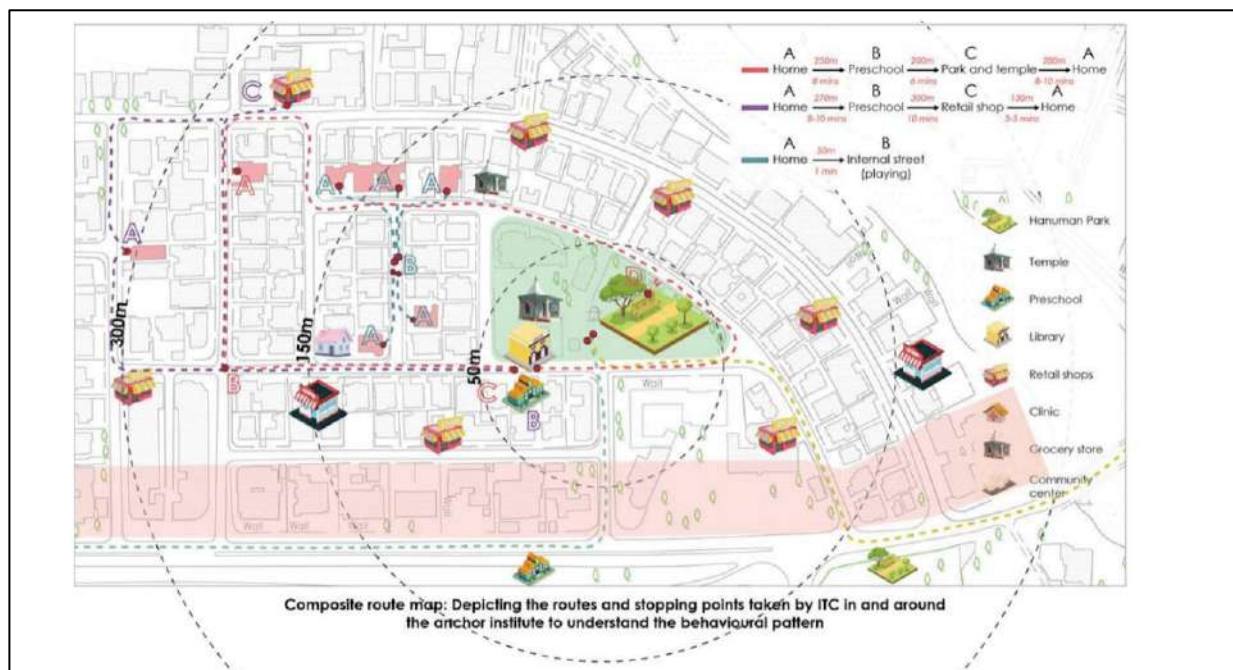 A 250m B 200m C 200m A
Home Preschool Park and temple Home
8 mins 6 mins 8-10 mins
A 270m B 300m C 130m A
Home Preschool Retail shop Home
8-10 mins 10 mins 3-5 mins
A 50m B
Home Internal street
1 min (playing)
C
A
A
A
A
A
B
D
A
A
300m
150m
50m
B
C
B
Hanuman Park
Temple
Preschool
Library
Retail shops
Clinic
Grocery store
Community
center
Wall
Wall
Wall
Wall
Wall
Wall
Wall
Composite route map: Depicting the routes and stopping points taken by ITC in and around
the anchor institute to understand the behavioural pattern